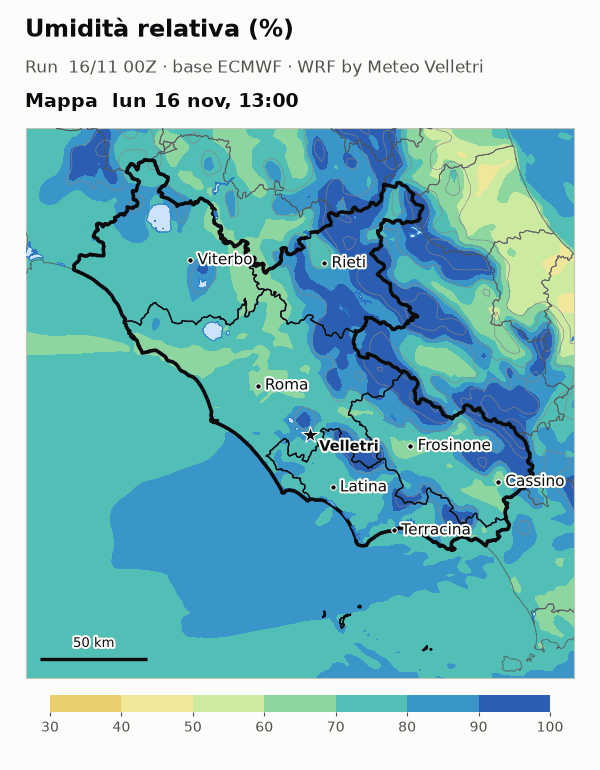 Umidità relativa (%)
Run  16/11 00Z · base ECMWF · WRF by Meteo Velletri
Mappa  lun 16 nov, 13:00
Viterbo
Rieti
Roma
Velletri
Frosinone
Cassino
Latina
Terracina
50 km
30 40 50 60 70 80 90 100